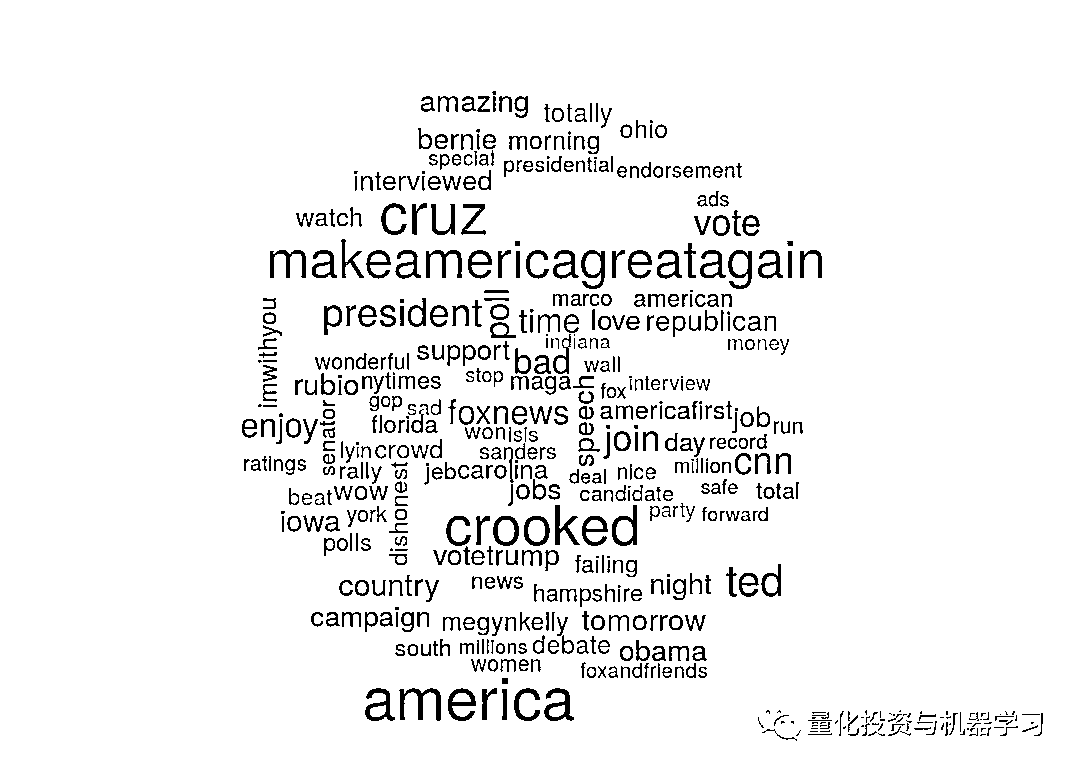 amazing totally
bernie morning ohio
special presidential endorsement
interviewed
ads
watch cruz vote
makeamericagreatagain
imwithyou president poll marco american
time love republican
indiana money
wonderful support bad wall
rubio nytimes stop maga fox interview
gop sad foxnews speech americafirst job run
enjoy senator florida won isis join day record
lyin crowd sanders
ratings rally jeb carolina deal nice million cnn
beat wow dishonest jobs candidate safe total
iowa york crooked party forward
polls votetrump failing
country news hampshire night ted
campaign megynkelly tomorrow
south millions debate obama
women foxandfriends
america
量化投资与机器学习